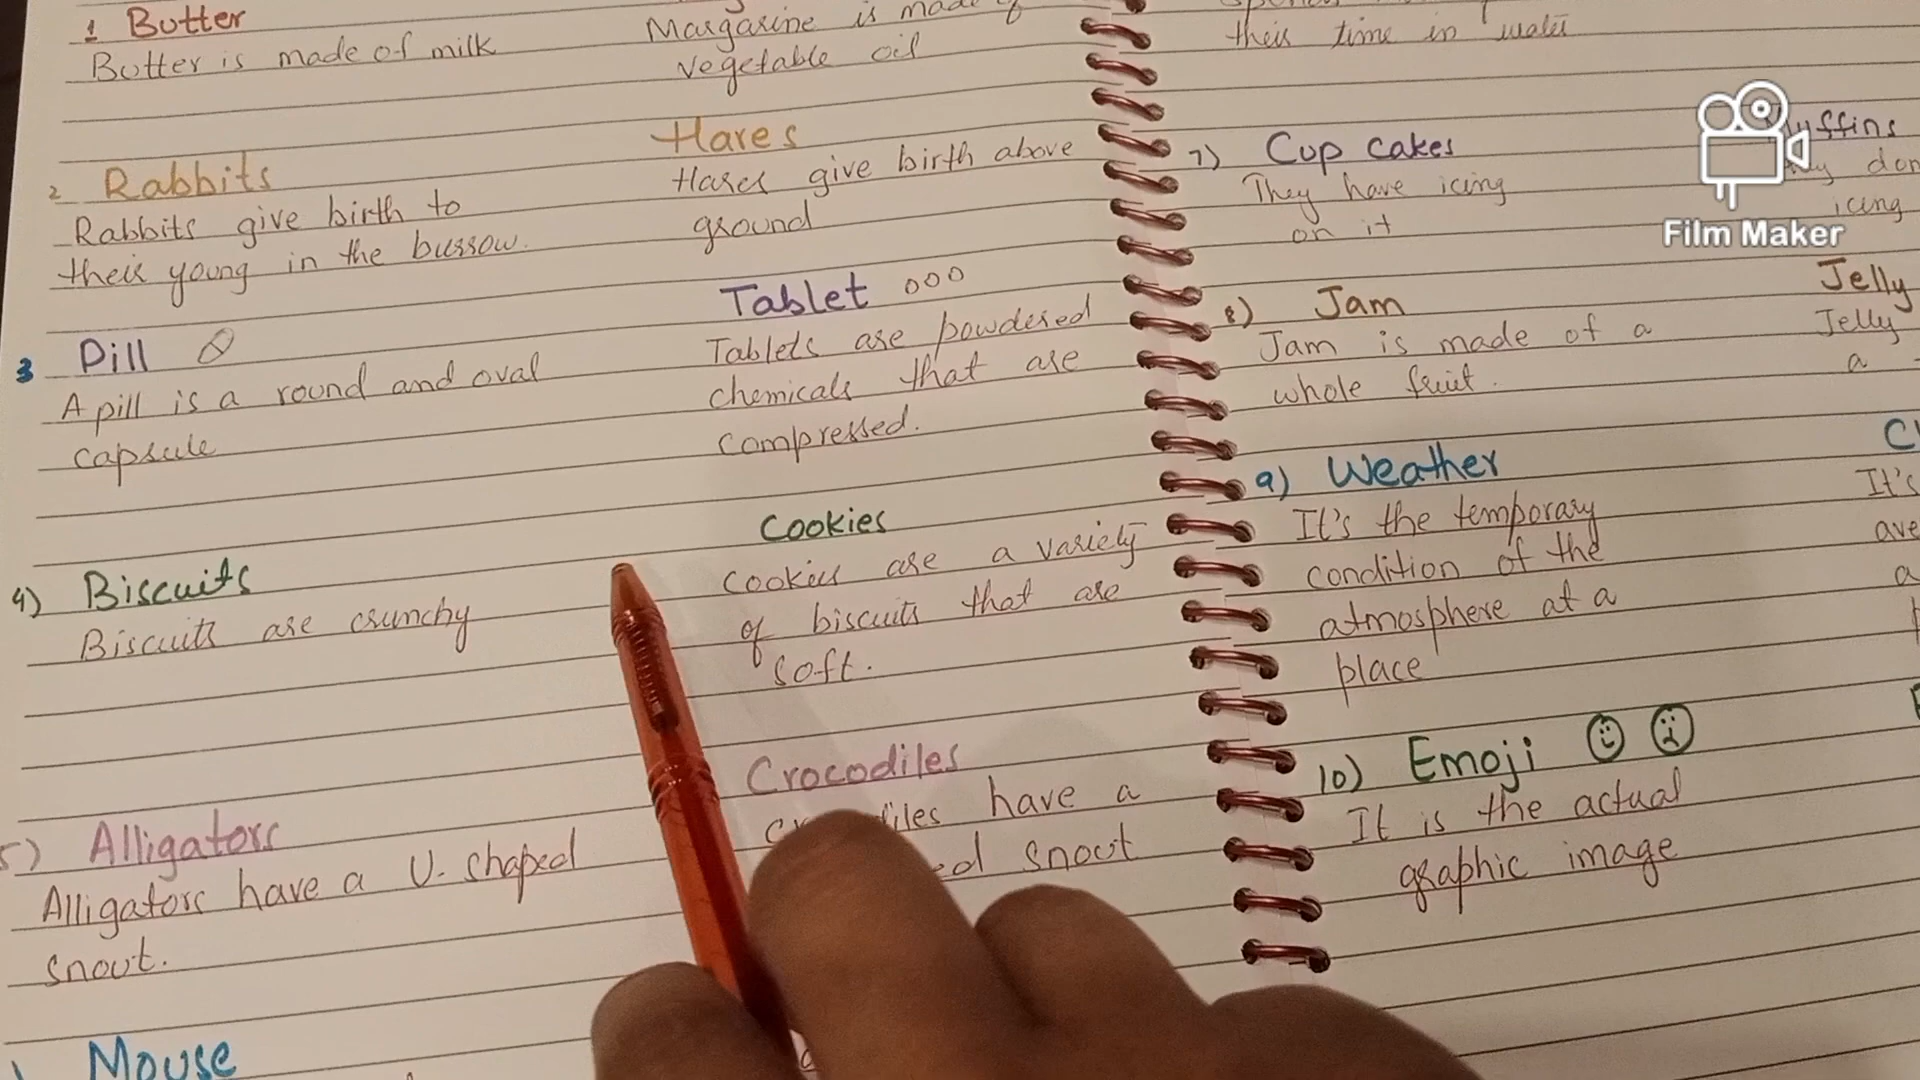 1 Butter
Butter is made of milk
Margarine is made of
vegetable oil
2 Rabbits
Rabbits give birth to
their young in the burrow.
Hares
Hares give birth above
ground
3 Pill
A pill is a round and oval
capsule
Tablet
Tablets are powdered
chemicals that are
compressed.
4) Biscuits
Biscuits are crunchy
Cookies
Cookies are a variety
of biscuits that are
soft.
5) Alligators
Alligators have a U-shaped
snout.
Crocodiles
have a
snout
Mouse
their time in water
7) Cup cakes
They have icing
on it
Muffins
icing
8) Jam
Jam is made of a
whole fruit.
Jelly
Jelly
a
9) Weather
It's the temporary
condition of the
atmosphere at a
place
It's
10) Emoji
It is the actual
graphic image
Film Maker